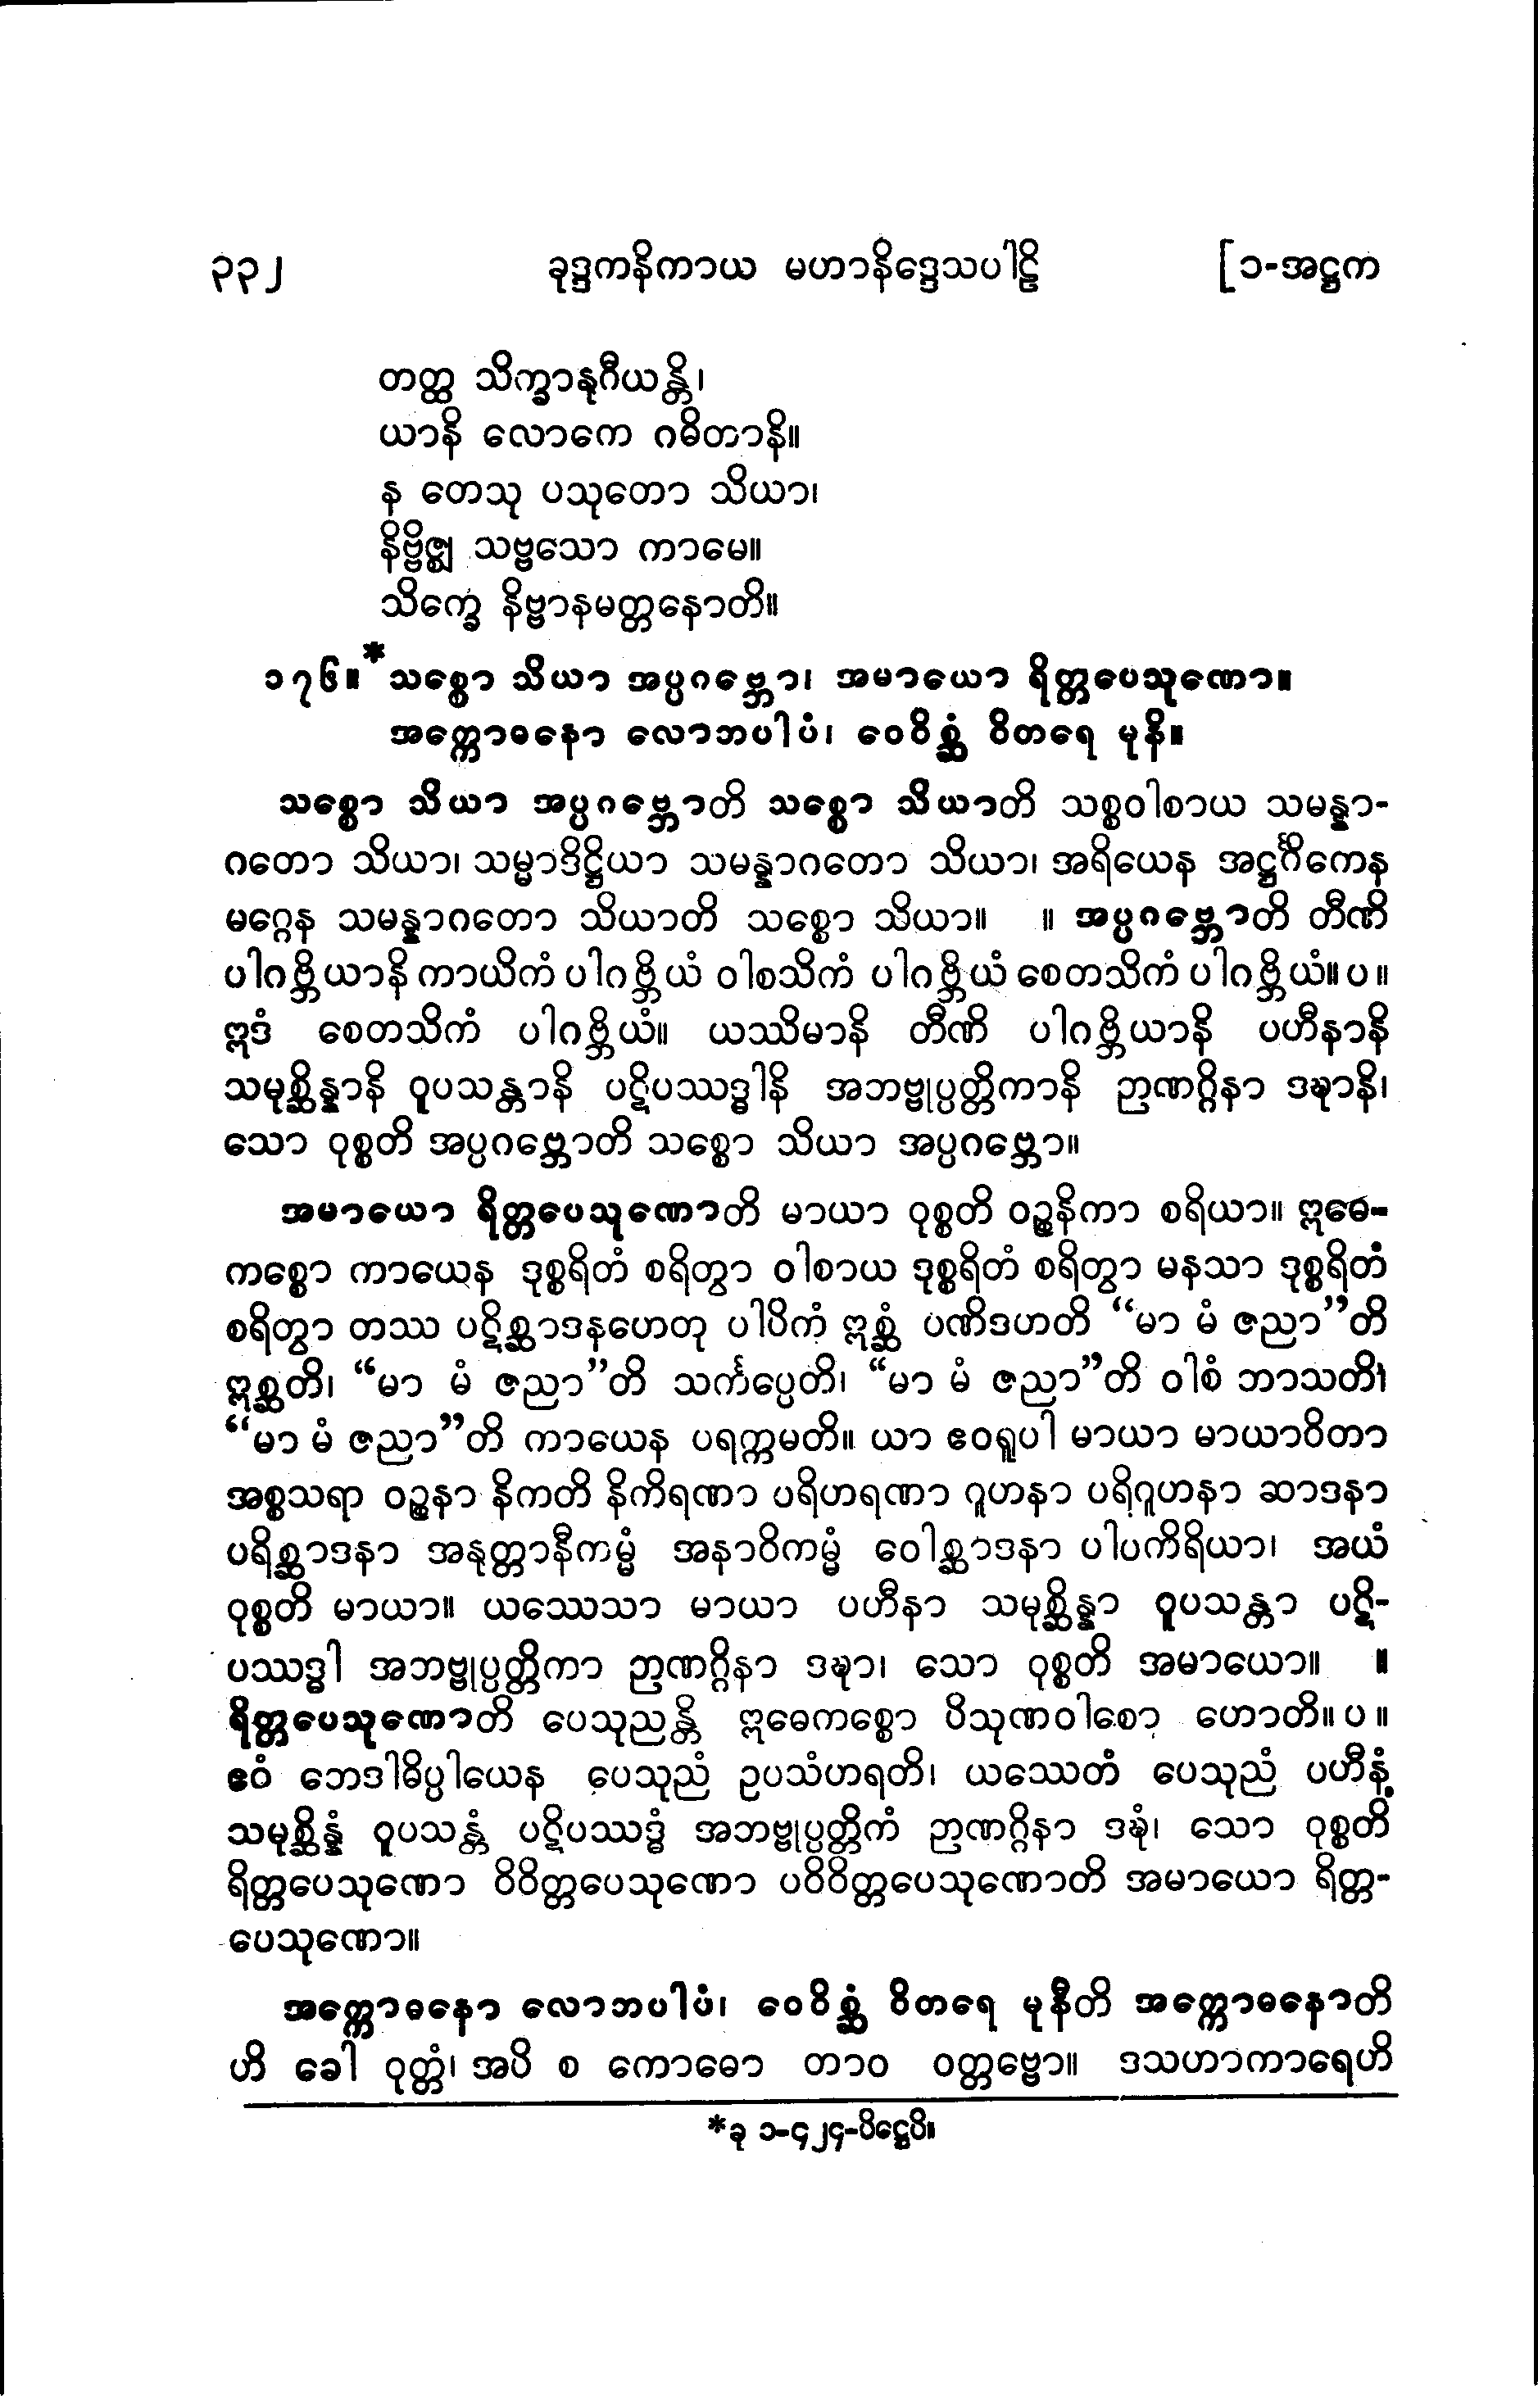 ၃၃၂ ခုဒ္ဒကနိကာယ မဟာနိဒ္ဒေသပါဠိ [၁-အဋ္ဌက
တတ္ထ သိက္ခာနုဂီယန္တိ၊
ယာနိ လောကေ ဂဓိတာနိ။
န တေသု ပသုတော သိယာ၊
နိဗ္ဗိဇ္ဈ သဗ္ဗသော ကာမေ။
သိက္ခေ နိဗ္ဗာနမတ္တနောတိ။
၁၇၆။*သစ္စော သိယာ အပ္ပဂဗ္ဘော၊ အမာယော ရိတ္တပေသုဏော။
အက္ကောဓနော လောဘပါပံ၊ ဝေဝိစ္ဆံ ဝိတရေ မုနိ။
သစ္စော သိယာ အပ္ပဂဗ္ဘောတိ သစ္စော သိယာတိ သစ္စဝါစာယ သမန္နာ-
ဂတော သိယာ၊ သမ္မာဒိဋ္ဌိယာ သမန္နာဂတော သိယာ၊ အရိယေန အဋ္ဌင်္ဂိကေန
မဂ္ဂေန သမန္နာဂတော သိယာတိ သစ္စော သိယာ။ ။ အပ္ပဂဗ္ဘောတိ တီဏိ
ပါဂဗ္ဘိယာနိ ကာယိကံ ပါဂဗ္ဘိယံ ဝါစသိကံ ပါဂဗ္ဘိယံ စေတသိကံ ပါဂဗ္ဘိယံ။ ပ ။
ဣဒံ စေတသိကံ ပါဂဗ္ဘိယံ။ ယဿိမာနိ တီဏိ ပါဂဗ္ဘိယာနိ ပဟီနာနိ
သမုစ္ဆိန္နာနိ ဝူပသန္တာနိ ပဋိပဿဒ္ဓါနိ အဘဗ္ဗုပ္ပတ္တိကာနိ ဉာဏဂ္ဂိနာ ဒဍ္ဎာနိ၊
သော ဝုစ္စတိ အပ္ပဂဗ္ဘောတိ သစ္စော သိယာ အပ္ပဂဗ္ဘော။
အမာယော ရိတ္တပေသုဏောတိ မာယာ ဝုစ္စတိ ဝဉ္စနိကာ စရိယာ။ ဣဓေ-
ကစ္စော ကာယေန ဒုစ္စရိတံ စရိတွာ ဝါစာယ ဒုစ္စရိတံ စရိတွာ မနသာ ဒုစ္စရိတံ
စရိတွာ တဿ ပဋိစ္ဆာဒနဟေတု ပါပိကံ ဣစ္ဆံ ပဏိဒဟတိ “မာ မံ ဇညာ”တိ
ဣစ္ဆတိ၊ “မာ မံ ဇညာ”တိ သင်္ကပ္ပေတိ၊ “မာ မံ ဇညာ”တိ ဝါစံ ဘာသတိ၊
“မာ မံ ဇညာ”တိ ကာယေန ပရက္ကမတိ။ ယာ ဧဝရူပါ မာယာ မာယာဝိတာ
အစ္စသရာ ဝဉ္စနာ နိကတိ နိကိရဏာ ပရိဟရဏာ ဂူဟနာ ပရိဂူဟနာ ဆာဒနာ
ပရိစ္ဆာဒနာ အနုတ္တာနီကမ္မံ အနာဝိကမ္မံ ဝေါစ္ဆာဒနာ ပါပကိရိယာ၊ အယံ
ဝုစ္စတိ မာယာ။ ယဿေသာ မာယာ ပဟီနာ သမုစ္ဆိန္နာ ဝူပသန္တာ ပဋိ-
ပဿဒ္ဓါ အဘဗ္ဗုပ္ပတ္တိကာ ဉာဏဂ္ဂိနာ ဒဍ္ဎာ၊ သော ဝုစ္စတိ အမာယော။ ။
ရိတ္တပေသုဏောတိ ပေသုညန္တိ ဣဓေကစ္စော ပိသုဏဝါစော ဟောတိ။ ပ ။
ဧဝံ ဘေဒါဓိပ္ပါယေန ပေသုညံ ဥပသံဟရတိ၊ ယဿေတံ ပေသုညံ ပဟီနံ
သမုစ္ဆိန္နံ ဝူပသန္တံ ပဋိပဿဒ္ဓံ အဘဗ္ဗုပ္ပတ္တိကံ ဉာဏဂ္ဂိနာ ဒဍ္ဎံ၊ သော ဝုစ္စတိ
ရိတ္တပေသုဏော ဝိဝိတ္တပေသုဏော ပဝိဝိတ္တပေသုဏောတိ အမာယော ရိတ္တ-
ပေသုဏော။
အက္ကောဓနော လောဘပါပံ၊ ဝေဝိစ္ဆံ ဝိတရေ မုနီတိ အက္ကောဓနောတိ
ဟိ ခေါ ဝုတ္တံ၊ အပိ စ ကောဓော တာဝ ဝတ္တဗ္ဗော။ ဒသဟာကာရေဟိ
*ခု ၁-၄၂၄-ပိဋ္ဌေပိ။